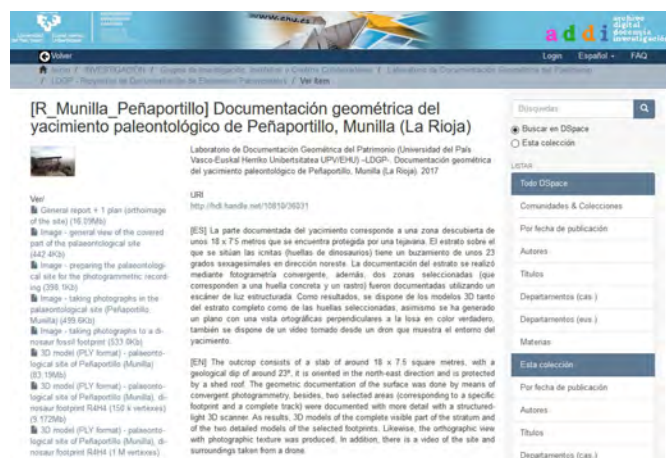 www.ehu.es
addi
archivo
digital
docencia
investigación
Volver
Login Español FAQ
Inicio / INVESTIGACIÓN / Grupos de Investigación, Institutos o Centros Colaboradores / Laboratorio de Documentación Geométrica del Patrimonio
/ LDGP - Proyectos de Documentación de Elementos Patrimoniales / Ver ítem
[R_Munilla_Peñaportillo] Documentación geométrica del
yacimiento paleontológico de Peñaportillo, Munilla (La Rioja)
Laboratorio de Documentación Geométrica del Patrimonio (Universidad del País
Vasco-Euskal Herriko Unibertsitatea UPV/EHU) -LDGP-. Documentación geométrica
del yacimiento paleontológico de Peñaportillo, Munilla (La Rioja). 2017
Ver/
General report + 1 plan (orthoimage
of the site) (16.09Mb)
Image - general view of the covered
part of the palaeontological site
(442.4Kb)
Image - preparing the paleontologi-
cal site for the photogrammetric record-
ing (398.1Kb)
Image - taking photographs in the
palaeontological site (Peñaportillo,
Munilla) (499.6Kb)
Image - taking photographs to a di-
nosaur fossil footprint (533.0Kb)
3D model (PLY format) - palaeonto-
logical site of Peñaportillo (Munilla)
(83.19Mb)
3D model (PLY format) - palaeonto-
logical site of Peñaportillo (Munilla), di-
nosaur footprint R4H4 (150 k vertexes)
(9.172Mb)
3D model (PLY format) - palaeonto-
logical site of Peñaportillo (Munilla), di-
nosaur footprint R4H4 (1 M vertexes)
URI
http://hdl.handle.net/10810/36031
[ES] La parte documentada del yacimiento corresponde a una zona descubierta de
unos 18 x 7.5 metros que se encuentra protegida por una tejavana. El estrato sobre el
que se sitúan las icnitas (huellas de dinosaurios) tiene un buzamiento de unos 23
grados sexagesimales en dirección noreste. La documentación del estrato se realizó
mediante fotogrametría convergente, además, dos zonas seleccionadas (que
corresponden a una huella concreta y un rastro) fueron documentadas utilizando un
escáner de luz estructurada. Como resultados, se dispone de los modelos 3D tanto
del estrato completo como de las huellas seleccionadas, asimismo se ha generado
un plano con una vista ortográficas perpendiculares a la losa en color verdadero,
también se dispone de un vídeo tomado desde un dron que muestra el entorno del
yacimiento.
[EN] The outcrop consists of a slab of around 18 x 7.5 square metres, with a
geological dip of around 23º, it is oriented in the north-east direction and is protected
by a shed roof. The geometric documentation of the surface was done by means of
convergent photogrammetry, besides, two selected areas (corresponding to a specific
footprint and a complete track) were documented with more detail with a structured-
light 3D scanner. As results, 3D models of the complete visible part of the stratum and
of the two detailed models of the selected footprints. Likewise, the orthographic view
with photographic texture was produced. In addition, there is a video of the site and
surroundings taken from a drone.
Búsquedas
Buscar en DSpace
Esta colección
LISTAR
Todo DSpace
Comunidades & Colecciones
Por fecha de publicación
Autores
Títulos
Departamentos (cas.)
Departamentos (eus.)
Materias
Esta colección
Por fecha de publicación
Autores
Títulos
Departamentos (cas.)